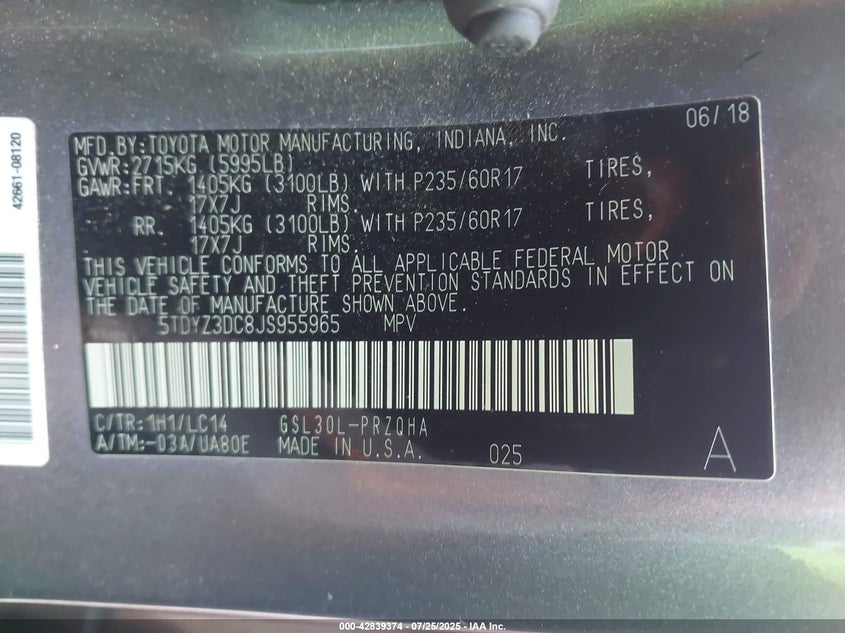 06/18
MFD.BY:TOYOTA MOTOR MANUFACTURING, INDIANA, INC.
GVWR:2715KG (5995LB)
GAWR:FRT. 1405KG (3100LB) WITH P235/60R17 TIRES,
17X7J RIMS.
RR. 1405KG (3100LB) WITH P235/60R17 TIRES,
17X7J RIMS.
THIS VEHICLE CONFORMS TO ALL APPLICABLE FEDERAL MOTOR
VEHICLE SAFETY AND THEFT PREVENTION STANDARDS IN EFFECT ON
THE DATE OF MANUFACTURE SHOWN ABOVE.
5TDYZ3DC8JS955965 MPV
C/TR:1H1/LC14 GSL30L-PRZQHA
A/TM:-03A/UA80E MADE IN U.S.A. 025 A
42661-08120
000-42839374 / 07/25/2025 - IAA Inc.